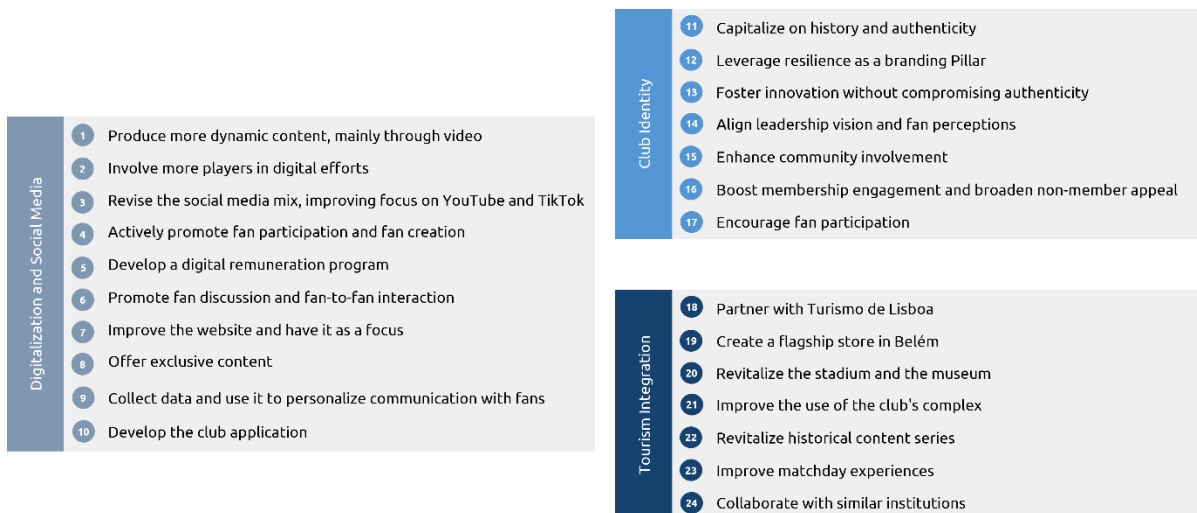 Digitalization and Social Media
1 Produce more dynamic content, mainly through video
2 Involve more players in digital efforts
3 Revise the social media mix, improving focus on YouTube and TikTok
4 Actively promote fan participation and fan creation
5 Develop a digital remuneration program
6 Promote fan discussion and fan-to-fan interaction
7 Improve the website and have it as a focus
8 Offer exclusive content
9 Collect data and use it to personalize communication with fans
10 Develop the club application
Club Identity
11 Capitalize on history and authenticity
12 Leverage resilience as a branding Pillar
13 Foster innovation without compromising authenticity
14 Align leadership vision and fan perceptions
15 Enhance community involvement
16 Boost membership engagement and broaden non-member appeal
17 Encourage fan participation
Tourism Integration
18 Partner with Turismo de Lisboa
19 Create a flagship store in Belém
20 Revitalize the stadium and the museum
21 Improve the use of the club's complex
22 Revitalize historical content series
23 Improve matchday experiences
24 Collaborate with similar institutions